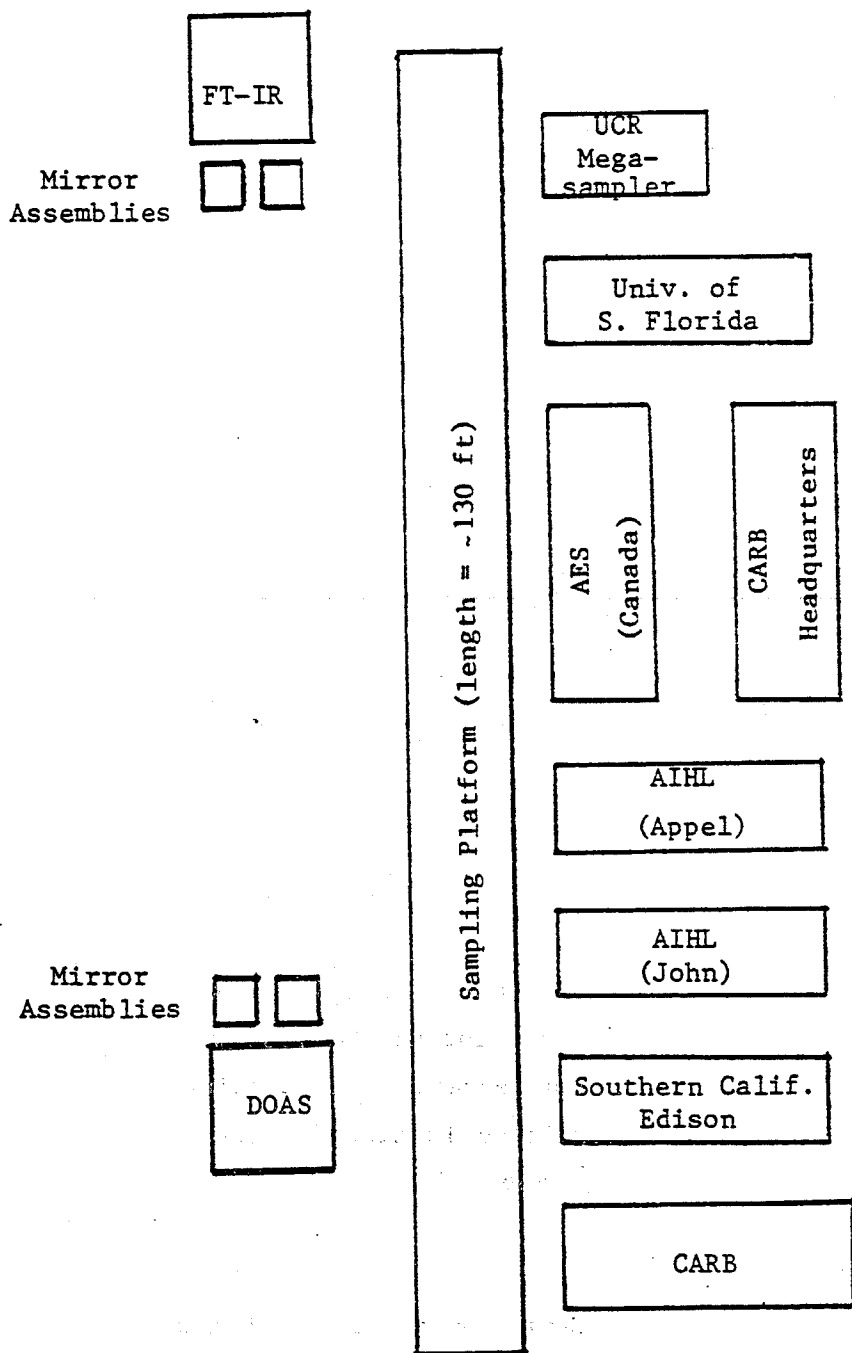 FT-IR
Mirror
Assemblies
UCR
Mega-
sampler
Univ. of
S. Florida
Sampling Platform (length = ~130 ft)
AES
(Canada)
CARB
Headquarters
AIHL
(Appel)
AIHL
(John)
Mirror
Assemblies
DOAS
Southern Calif.
Edison
CARB